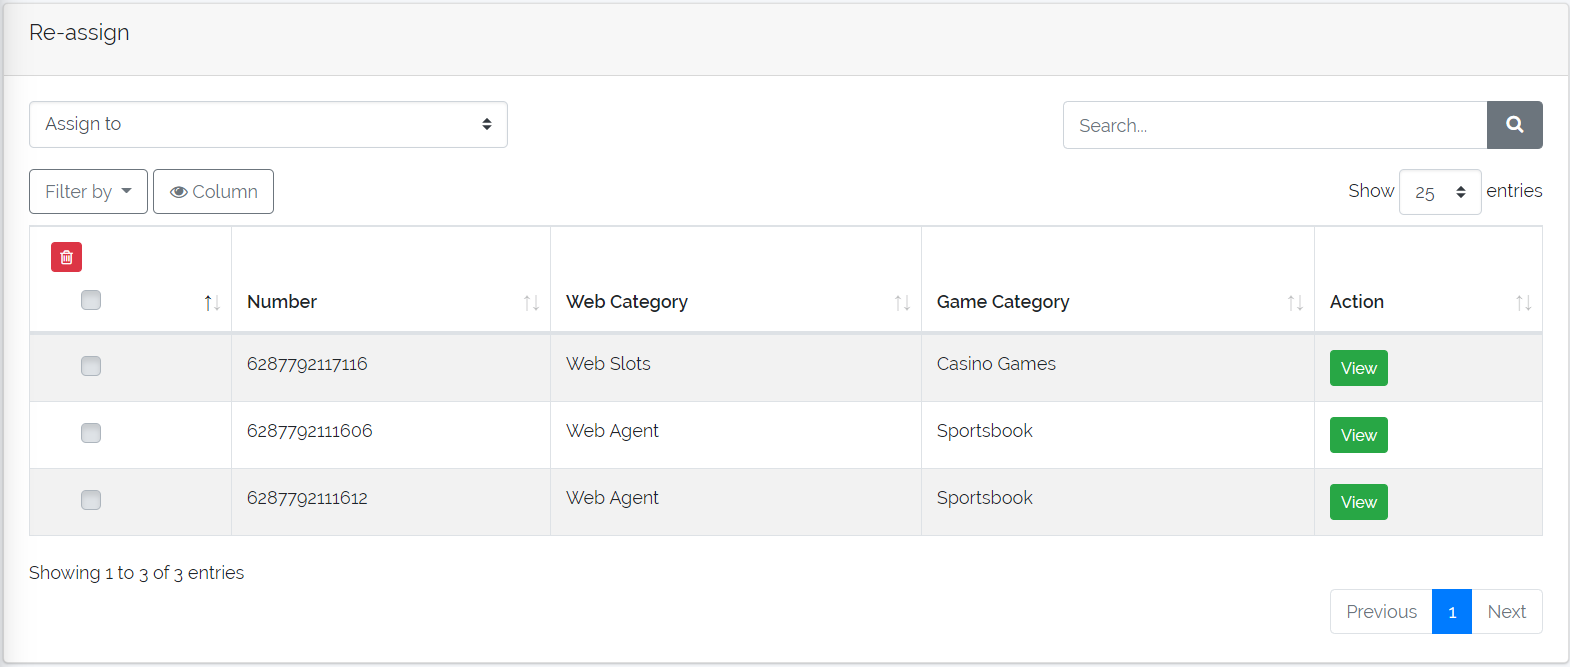 Re-assign
Assign to
Search...
Filter by
Column
Show 25 entries
Number Web Category Game Category Action
6287792117116 Web Slots Casino Games View
6287792111606 Web Agent Sportsbook View
6287792111612 Web Agent Sportsbook View
Showing 1 to 3 of 3 entries
Previous 1 Next